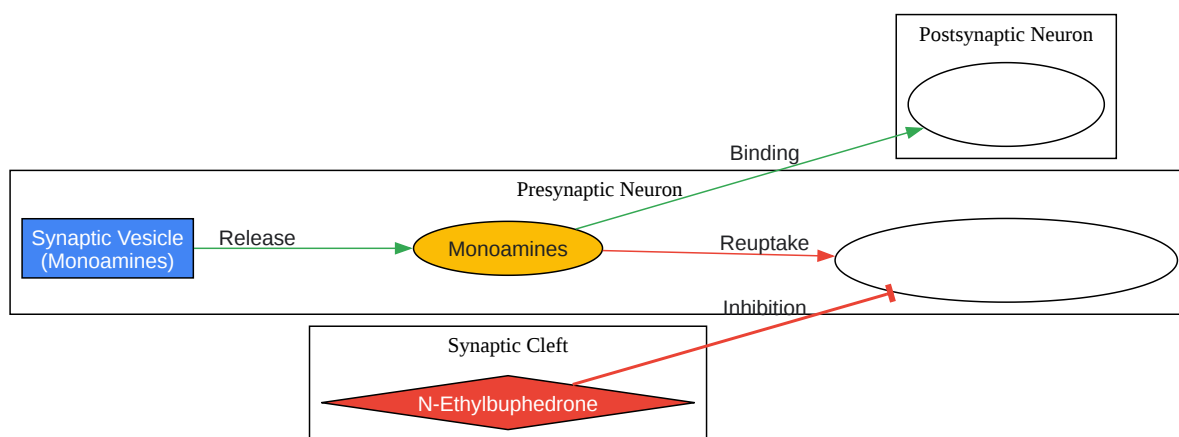 Postsynaptic Neuron
Binding
Presynaptic Neuron
Synaptic Vesicle
(Monoamines)
Release
Monoamines
Reuptake
Inhibition
Synaptic Cleft
N-Ethylbuphedrone